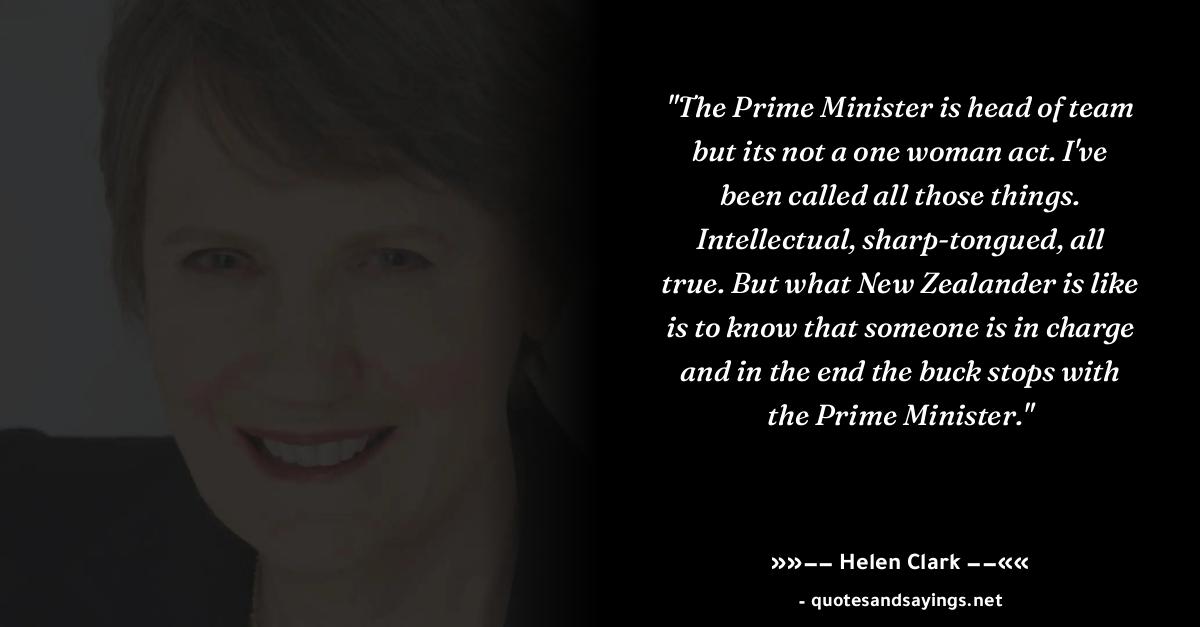 "The Prime Minister is head of team
but its not a one woman act. I've
been called all those things.
Intellectual, sharp-tongued, all
true. But what New Zealander is like
is to know that someone is in charge
and in the end the buck stops with
the Prime Minister."
»»−− Helen Clark −−««
- quotesandsayings.net